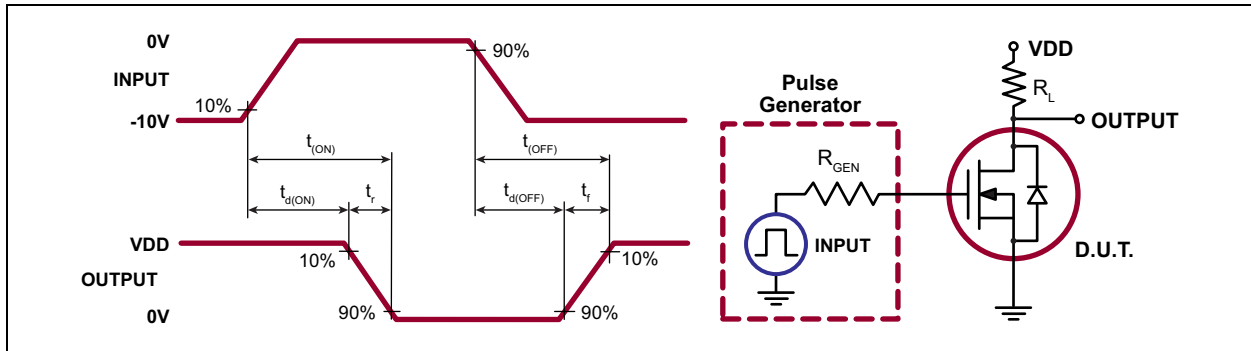 0V
INPUT
-10V
10%
90%
t(ON)
t(OFF)
td(ON)
tr
td(OFF)
tf
VDD
OUTPUT
0V
10%
90%
90%
10%
Pulse
Generator
RGEN
INPUT
VDD
RL
OUTPUT
D.U.T.